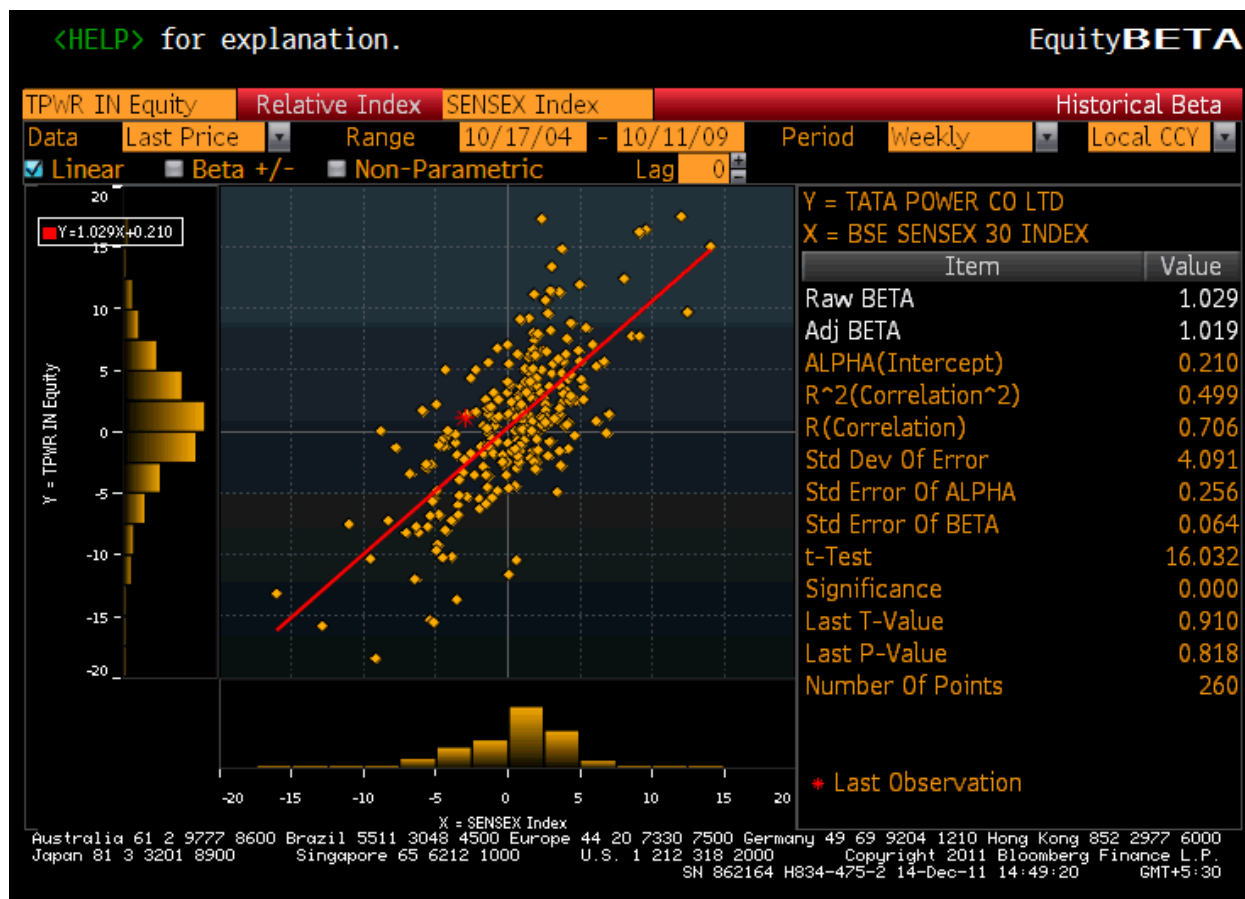 <HELP> for explanation.
EquityBETA
TPWR IN Equity Relative Index SENSEX Index Historical Beta
Data Last Price Range 10/17/04 - 10/11/09 Period Weekly Local CCY
Linear Beta +/- Non-Parametric Lag 0
Y = TATA POWER CO LTD
X = BSE SENSEX 30 INDEX
Item Value
Raw BETA 1.029
Adj BETA 1.019
ALPHA(Intercept) 0.210
R^2(Correlation^2) 0.499
R(Correlation) 0.706
Std Dev Of Error 4.091
Std Error Of ALPHA 0.256
Std Error Of BETA 0.064
t-Test 16.032
Significance 0.000
Last T-Value 0.910
Last P-Value 0.818
Number Of Points 260
* Last Observation
Y=1.029X+0.210
20
15
10
5
0
-5
-10
-15
-20
Y = TPWR IN Equity
-20 -15 -10 -5 0 5 10 15 20
X = SENSEX Index
Australia 61 2 9777 8600 Brazil 5511 3048 4500 Europe 44 20 7330 7500 Germany 49 69 9204 1210 Hong Kong 852 2977 6000
Japan 81 3 3201 8900 Singapore 65 6212 1000 U.S. 1 212 318 2000 Copyright 2011 Bloomberg Finance L.P.
SN 862164 H834-475-2 14-Dec-11 14:49:20 GMT+5:30